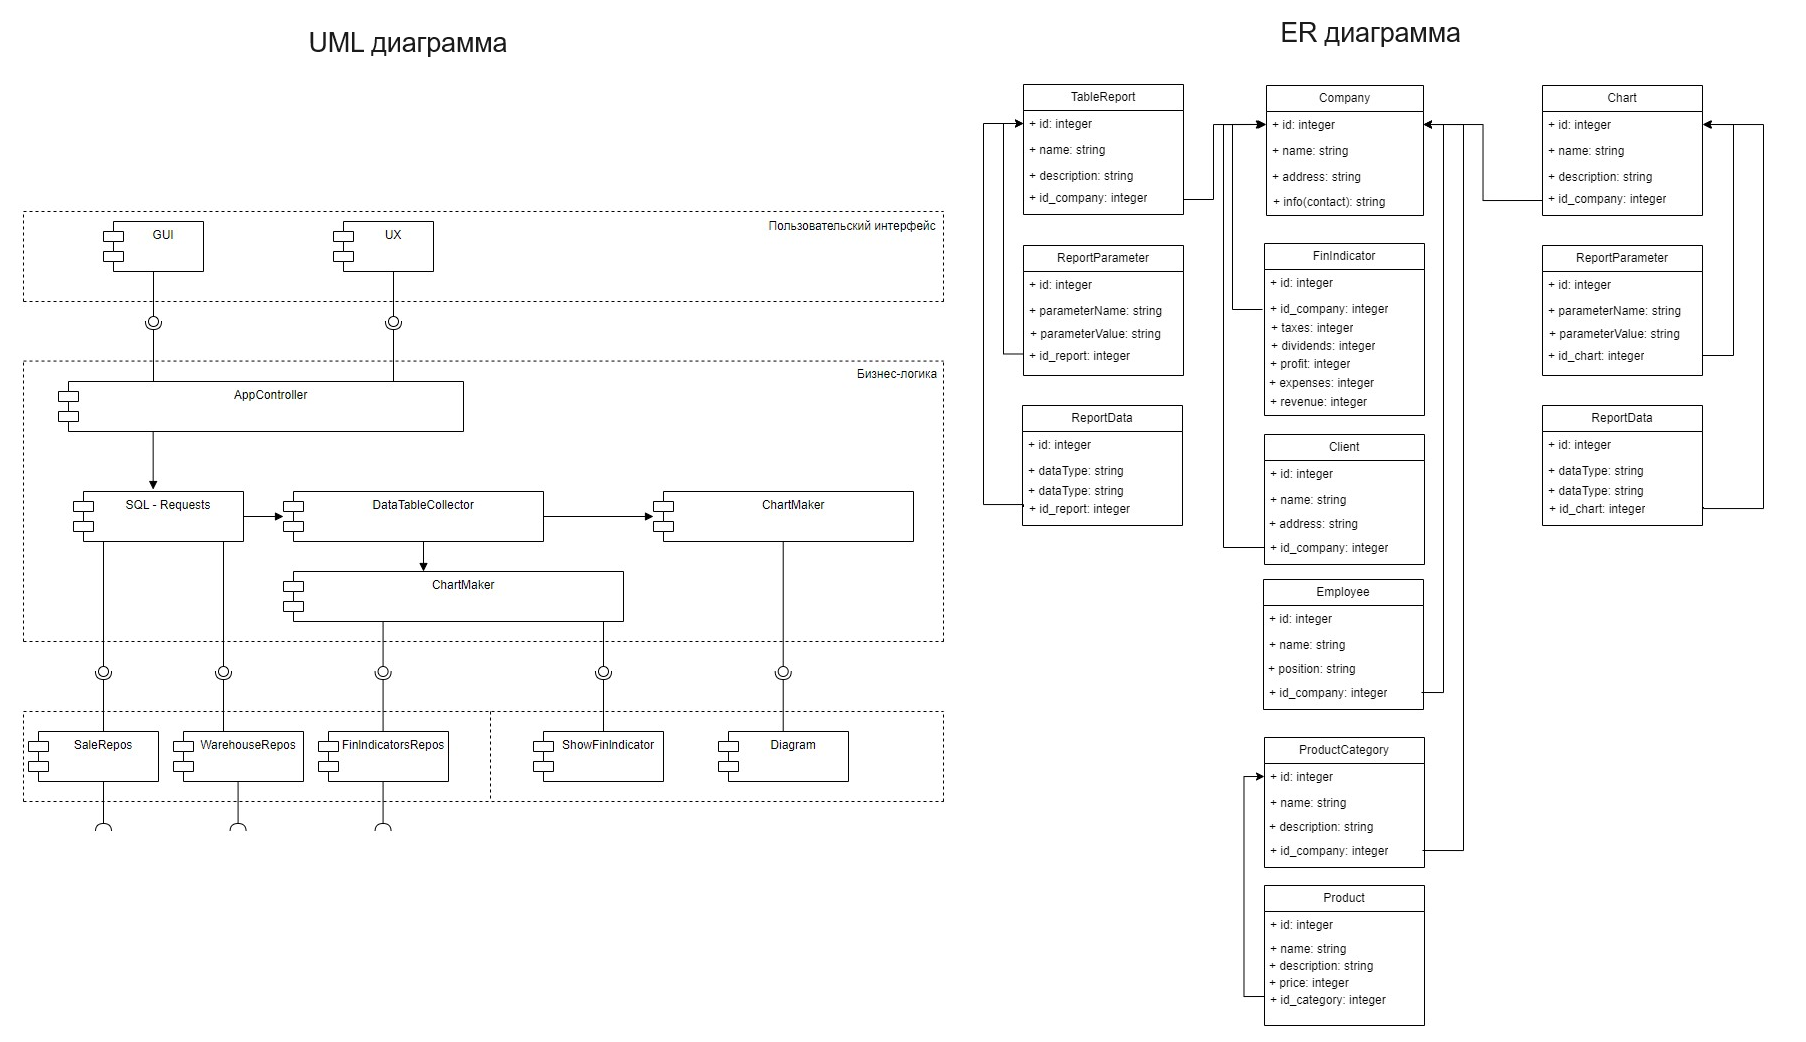 UML диаграмма
Пользовательский интерфейс
GUI
UX
Бизнес-логика
AppController
SQL - Requests
DataTableCollector
ChartMaker
ChartMaker
SaleRepos
WarehouseRepos
FinIndicatorsRepos
ShowFinIndicator
Diagram
ER диаграмма
TableReport
+ id: integer
+ name: string
+ description: string
+ id_company: integer
ReportParameter
+ id: integer
+ parameterName: string
+ parameterValue: string
+ id_report: integer
ReportData
+ id: integer
+ dataType: string
+ dataType: string
+ id_report: integer
Company
+ id: integer
+ name: string
+ address: string
+ info(contact): string
FinIndicator
+ id: integer
+ id_company: integer
+ taxes: integer
+ dividends: integer
+ profit: integer
+ expenses: integer
+ revenue: integer
Client
+ id: integer
+ name: string
+ address: string
+ id_company: integer
Employee
+ id: integer
+ name: string
+ position: string
+ id_company: integer
ProductCategory
+ id: integer
+ name: string
+ description: string
+ id_company: integer
Product
+ id: integer
+ name: string
+ description: string
+ price: integer
+ id_category: integer
Chart
+ id: integer
+ name: string
+ description: string
+ id_company: integer
ReportParameter
+ id: integer
+ parameterName: string
+ parameterValue: string
+ id_chart: integer
ReportData
+ id: integer
+ dataType: string
+ dataType: string
+ id_chart: integer